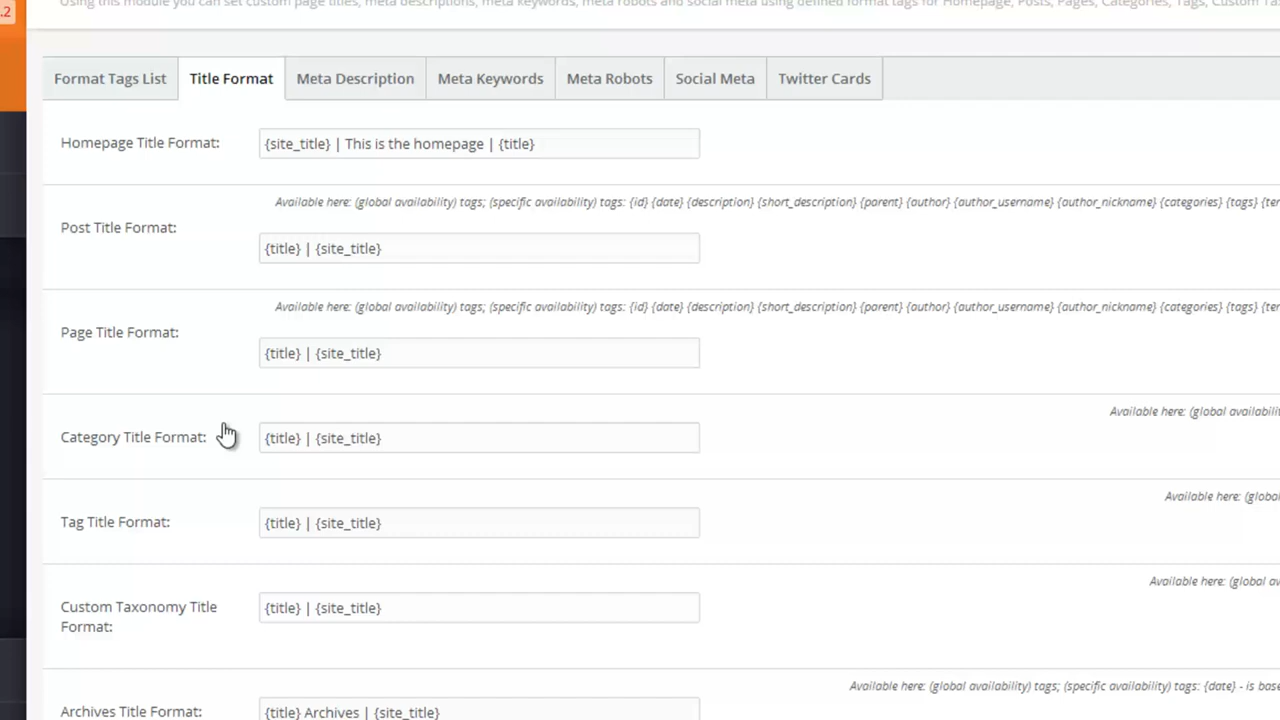 .2
Using this module you can set custom page titles, meta descriptions, meta keywords, meta robots and social meta using defined format tags for Homepage, Posts, Pages, Categories, Tags, Custom
Format Tags List
Title Format
Meta Description
Meta Keywords
Meta Robots
Social Meta
Twitter Cards
Homepage Title Format:
{site_title} | This is the homepage | {title}
Available here: (global availability) tags; (specific availability) tags: {id} {date} {description} {short_description} {parent} {author} {author_username} {author_nickname} {categories} {tags}
Post Title Format:
{title} | {site_title}
Available here: (global availability) tags; (specific availability) tags: {id} {date} {description} {short_description} {parent} {author} {author_username} {author_nickname} {categories} {tags}
Page Title Format:
{title} | {site_title}
Available here: (global
Category Title Format:
{title} | {site_title}
Available here: (global
Tag Title Format:
{title} | {site_title}
Available here: (global
Custom Taxonomy Title
Format:
{title} | {site_title}
Available here: (global availability) tags; (specific availability) tags: {date} - is
Archives Title Format:
{title} Archives | {site_title}